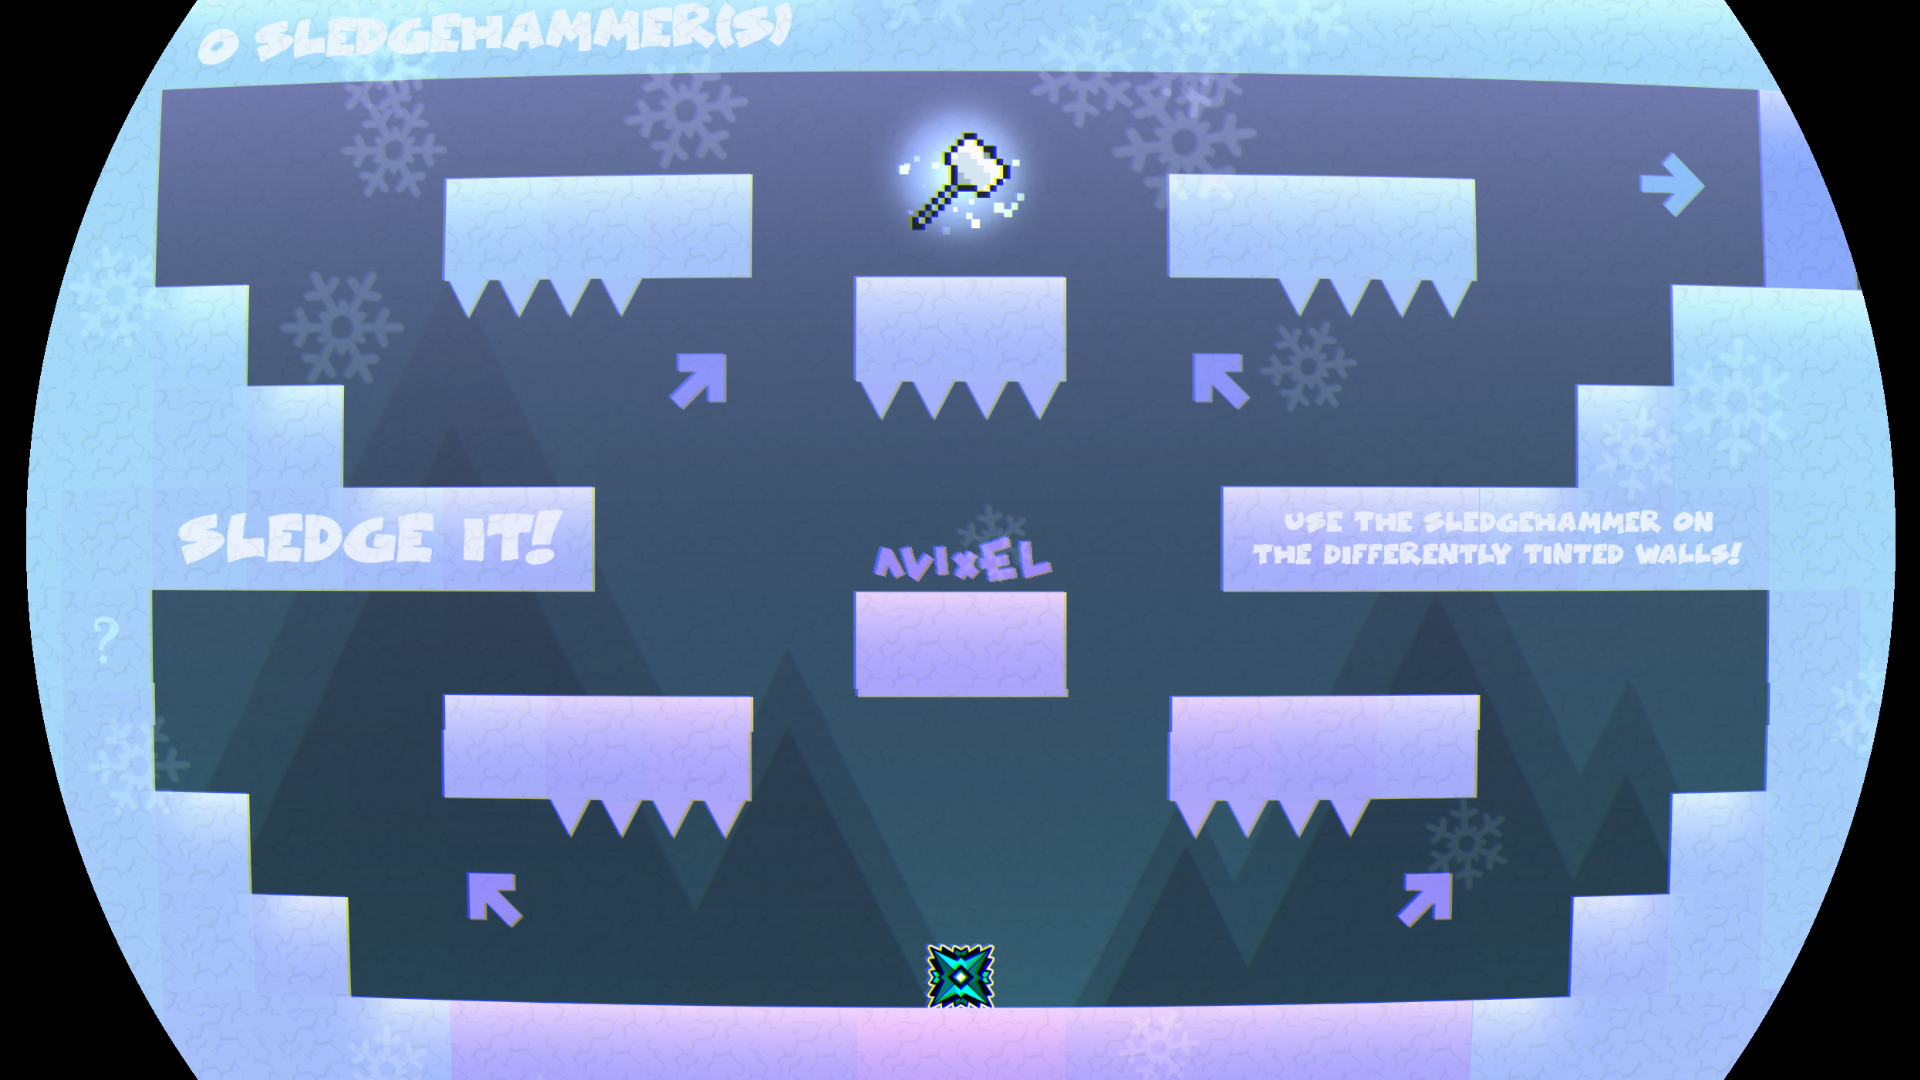 0 SLEDGEHAMMER(S)
SLEDGE IT!
USE THE SLEDGEHAMMER ON
THE DIFFERENTLY TINTED WALLS!
AVIXEL
?